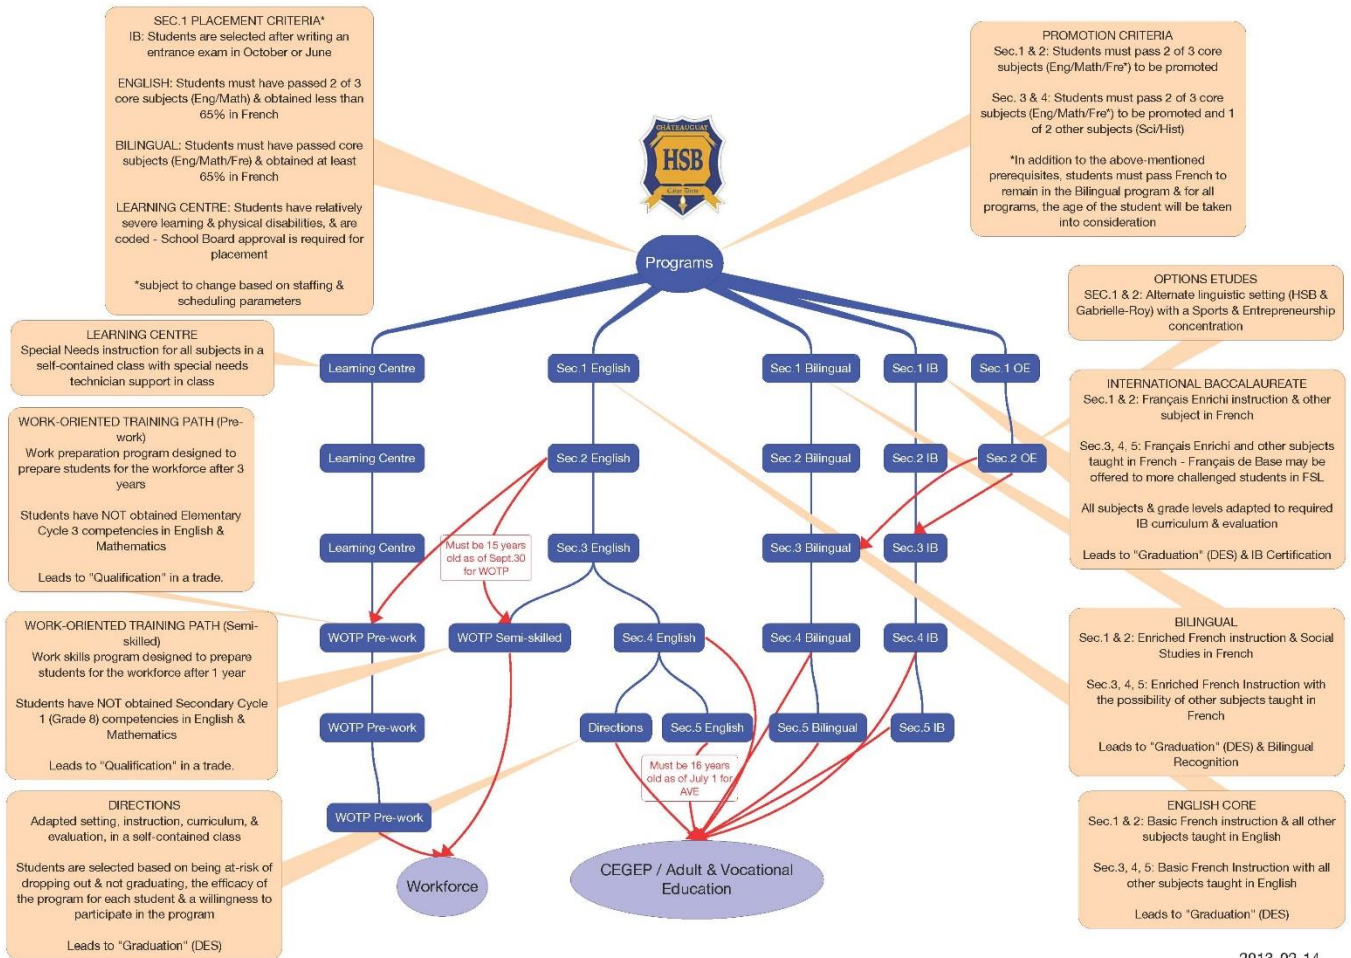 SEC.1 PLACEMENT CRITERIA*
IB: Students are selected after writing an
entrance exam in October or June
ENGLISH: Students must have passed 2 of 3
core subjects (Eng/Math) & obtained less than
65% in French
BILINGUAL: Students must have passed core
subjects (Eng/Math/Fre) & obtained at least
65% in French
LEARNING CENTRE: Students have relatively
severe learning & physical disabilities, & are
coded - School Board approval is required for
placement
*subject to change based on staffing &
scheduling parameters
CHÂTEAUGUAY
HSB
PROMOTION CRITERIA
Sec.1 & 2: Students must pass 2 of 3 core
subjects (Eng/Math/Fre*) to be promoted
Sec. 3 & 4: Students must pass 2 of 3 core
subjects (Eng/Math/Fre*) to be promoted and 1
of 2 other subjects (Sci/Hist)
*In addition to the above-mentioned
prerequisites, students must pass French to
remain in the Bilingual program & for all
programs, the age of the student will be taken
into consideration
Programs
OPTIONS ETUDES
SEC.1 & 2: Alternate linguistic setting (HSB &
Gabrielle-Roy) with a Sports & Entrepreneurship
concentration
LEARNING CENTRE
Special Needs instruction for all subjects in a
self-contained class with special needs
technician support in class
Learning Centre
Sec.1 English
Sec.1 Bilingual
Sec.1 IB
Sec.1 OE
INTERNATIONAL BACCALAUREATE
Sec.1 & 2: Français Enrichi instruction & other
subject in French
Sec.3, 4, 5: Français Enrichi and other subjects
taught in French - Français de Base may be
offered to more challenged students in FSL
All subjects & grade levels adapted to required
IB curriculum & evaluation
Leads to "Graduation" (DES) & IB Certification
WORK-ORIENTED TRAINING PATH (Pre-
work)
Work preparation program designed to
prepare students for the workforce after 3
years
Students have NOT obtained Elementary
Cycle 3 competencies in English &
Mathematics
Leads to "Qualification" in a trade.
Learning Centre
Sec.2 English
Sec.2 Bilingual
Sec.2 IB
Sec.2 OE
Learning Centre
Must be 15 years
old as of Sept.30
for WOTP
Sec.3 English
Sec.3 Bilingual
Sec.3 IB
WORK-ORIENTED TRAINING PATH (Semi-
skilled)
Work skills program designed to prepare
students for the workforce after 1 year
Students have NOT obtained Secondary Cycle
1 (Grade 8) competencies in English &
Mathematics
Leads to "Qualification" in a trade.
WOTP Pre-work
WOTP Semi-skilled
Sec.4 English
Sec.4 Bilingual
Sec.4 IB
BILINGUAL
Sec.1 & 2: Enriched French instruction & Social
Studies in French
Sec.3, 4, 5: Enriched French Instruction with
the possibility of other subjects taught in
French
Leads to "Graduation" (DES) & Bilingual
Recognition
WOTP Pre-work
Directions
Sec.5 English
Sec.5 Bilingual
Sec.5 IB
Must be 16 years
old as of July 1 for
AVE
DIRECTIONS
Adapted setting, instruction, curriculum, &
evaluation, in a self-contained class
Students are selected based on being at-risk of
dropping out & not graduating, the efficacy of
the program for each student & a willingness to
participate in the program
Leads to "Graduation" (DES)
WOTP Pre-work
Workforce
CEGEP / Adult & Vocational
Education
ENGLISH CORE
Sec.1 & 2: Basic French instruction & all other
subjects taught in English
Sec.3, 4, 5: Basic French Instruction with all
other subjects taught in English
Leads to "Graduation" (DES)
2013-02-14